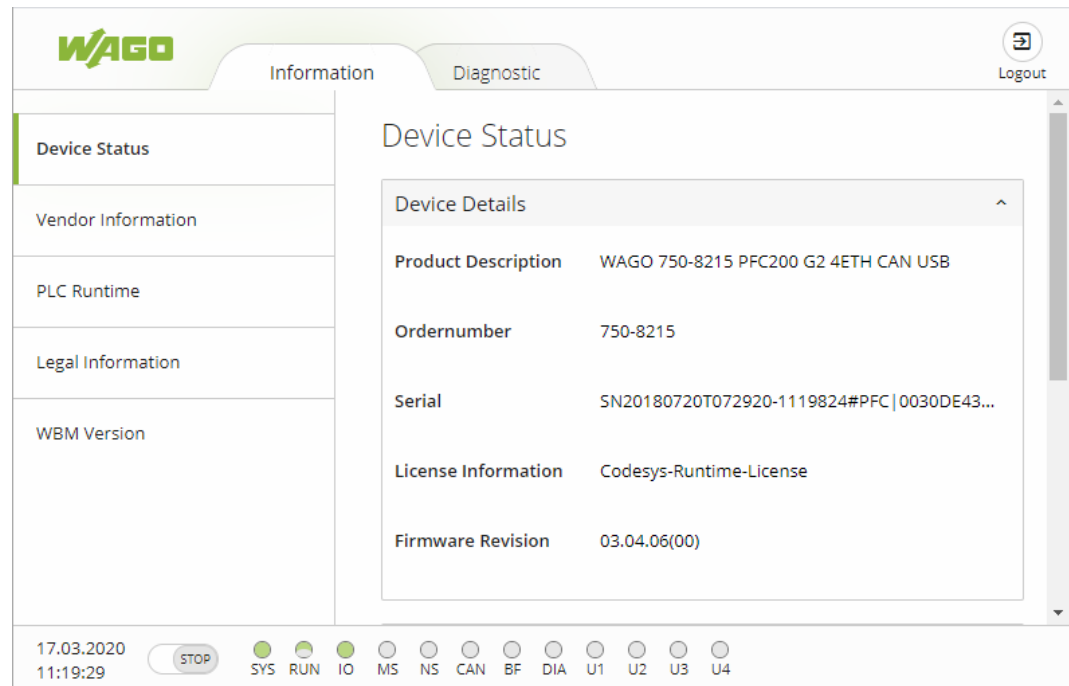 WAGO
Information
Diagnostic
Logout
Device Status
Vendor Information
PLC Runtime
Legal Information
WBM Version
Device Status
Device Details
Product Description WAGO 750-8215 PFC200 G2 4ETH CAN USB
Ordernumber 750-8215
Serial SN20180720T072920-1119824#PFC|0030DE43...
License Information Codesys-Runtime-License
Firmware Revision 03.04.06(00)
17.03.2020
11:19:29
STOP
SYS RUN IO MS NS CAN BF DIA U1 U2 U3 U4